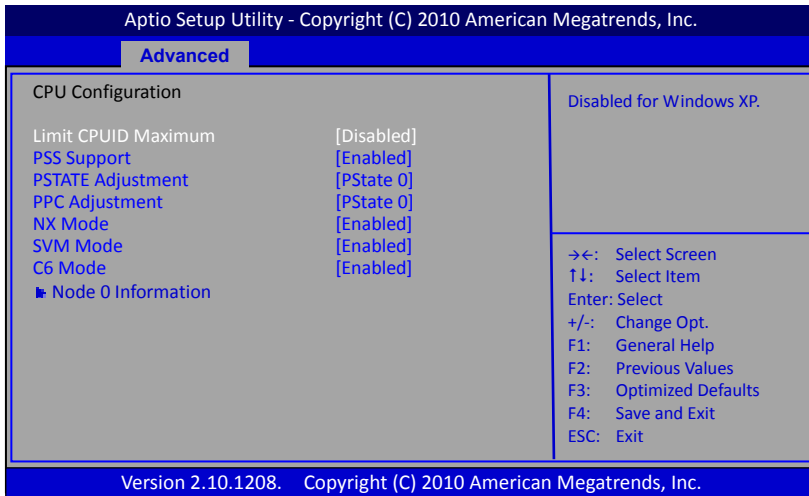 Aptio Setup Utility - Copyright (C) 2010 American Megatrends, Inc.
Advanced
CPU Configuration
Limit CPUID Maximum [Disabled]
PSS Support [Enabled]
PSTATE Adjustment [PState 0]
PPC Adjustment [PState 0]
NX Mode [Enabled]
SVM Mode [Enabled]
C6 Mode [Enabled]
Node 0 Information
Disabled for Windows XP.
→←: Select Screen
↑↓: Select Item
Enter: Select
+/-: Change Opt.
F1: General Help
F2: Previous Values
F3: Optimized Defaults
F4: Save and Exit
ESC: Exit
Version 2.10.1208. Copyright (C) 2010 American Megatrends, Inc.